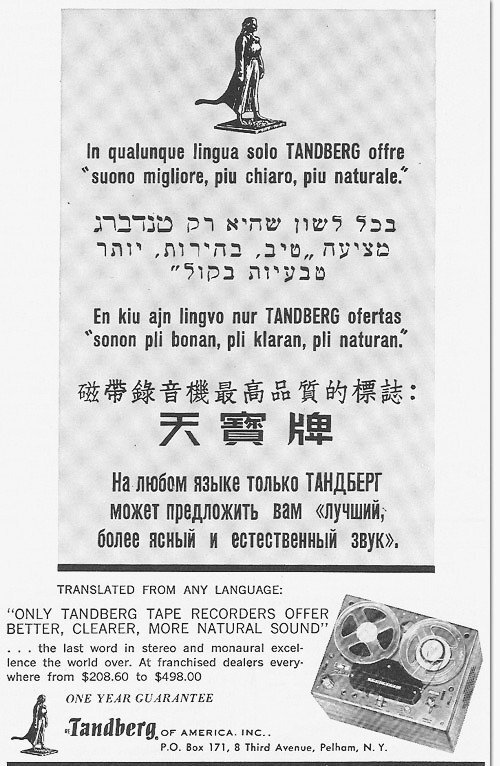 In qualunque lingua solo TANDBERG offre
"suono migliore, piu chiaro, piu naturale."
בכל לשון שהיא רק טנדברג
מציעה „טיב, בהירות, יותר
טבעיות בקול”
En kiu ajn lingvo nur TANDBERG ofertas
"sonon pli bonan, pli klaran, pli naturan."
磁帶錄音機最高品質的標誌：
天寶牌
На любом языке только ТАНДБЕРГ
может предложить вам «лучший,
более ясный и естественный звук».
TRANSLATED FROM ANY LANGUAGE:
"ONLY TANDBERG TAPE RECORDERS OFFER
BETTER, CLEARER, MORE NATURAL SOUND"
. . . the last word in stereo and monaural excel-
lence the world over. At franchised dealers every-
where from $208.60 to $498.00
ONE YEAR GUARANTEE
Tandberg OF AMERICA, INC..
P.O. Box 171, 8 Third Avenue, Pelham, N. Y.